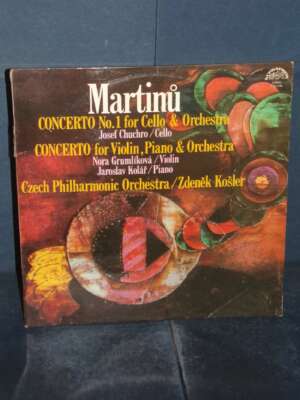 Martinů
CONCERTO No.1 for Cello & Orchestra
Josef Chuchro/Cello
CONCERTO for Violin, Piano & Orchestra
Nora Grumlíková/Violin
Jaroslav Kolář/Piano
Czech Philharmonic Orchestra/Zdeněk Košler